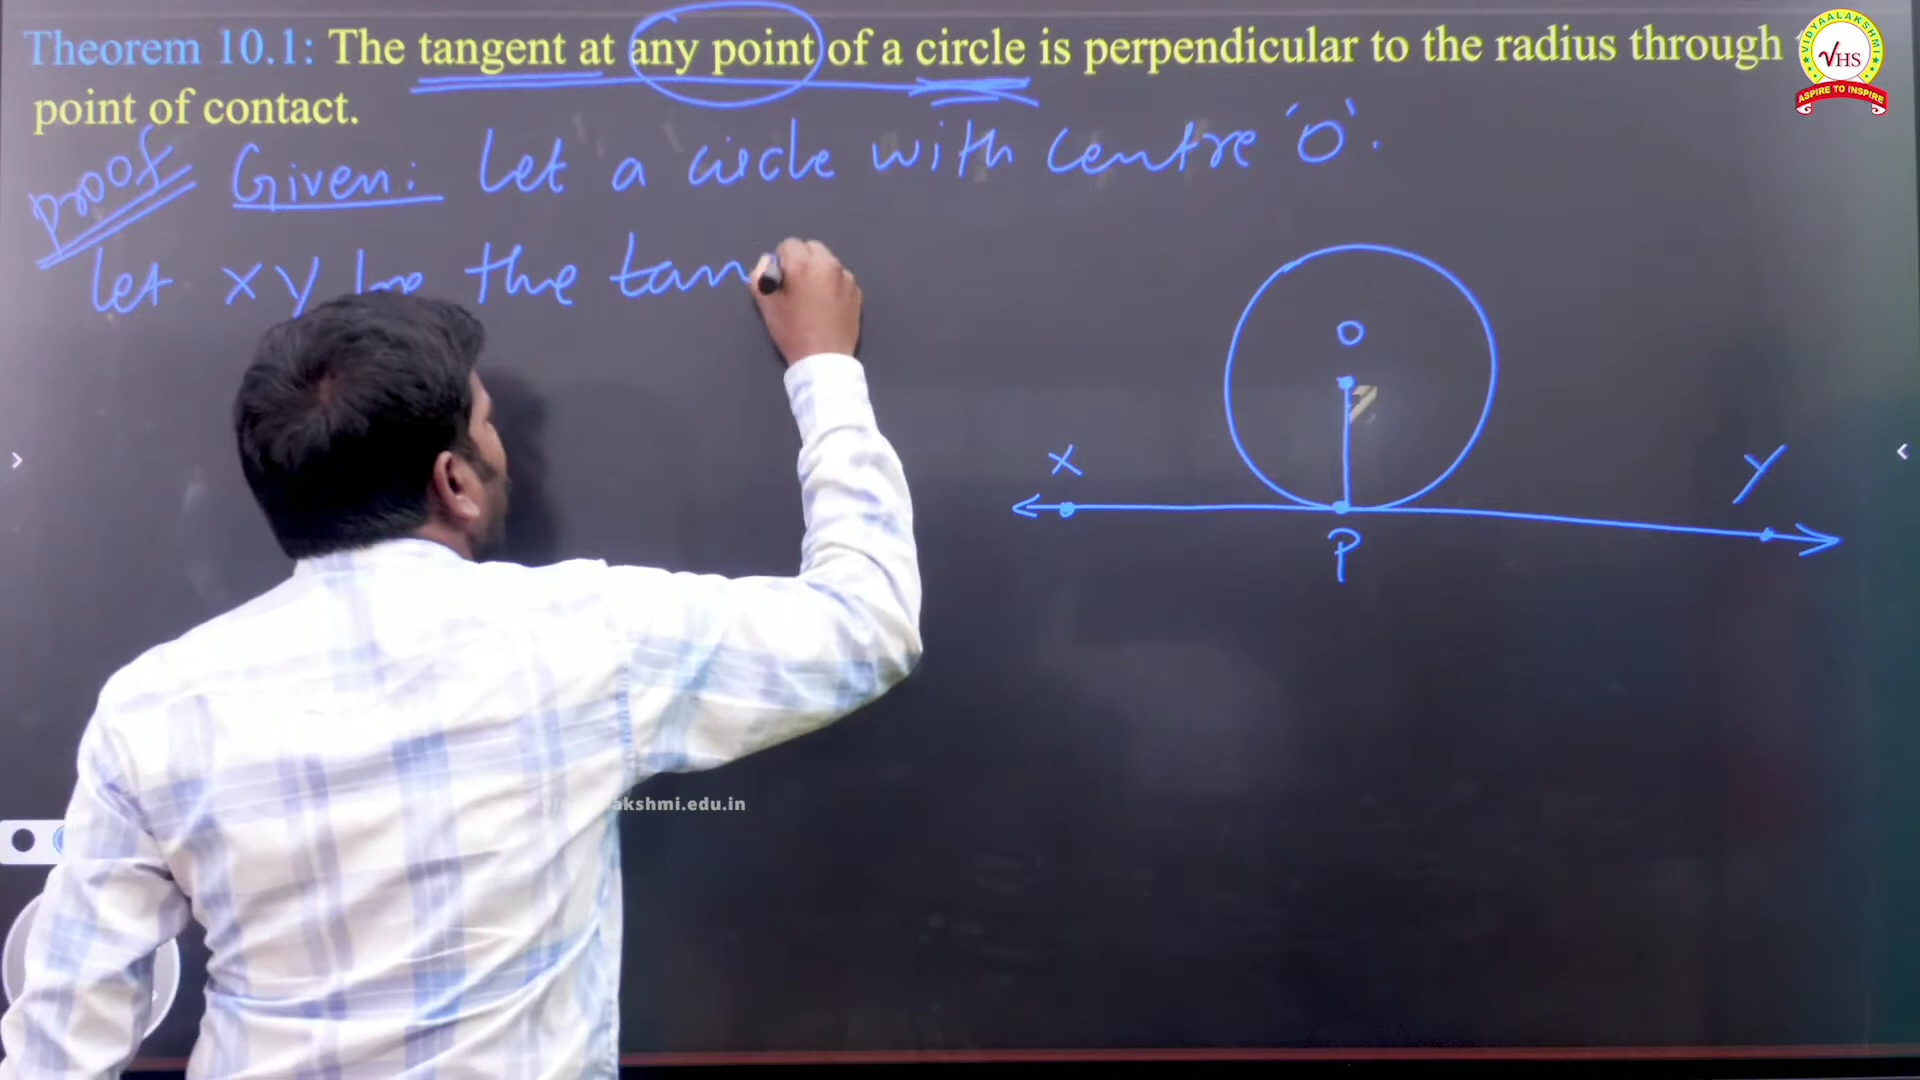 Theorem 10.1: The tangent at any point of a circle is perpendicular to the radius through
point of contact.
Proof Given: Let a circle with centre 'O'.
Let XY be the tan
O
X
Y
P
VIDYAALAKSHMI
VHS
ASPIRE TO INSPIRE
akshmi.edu.in